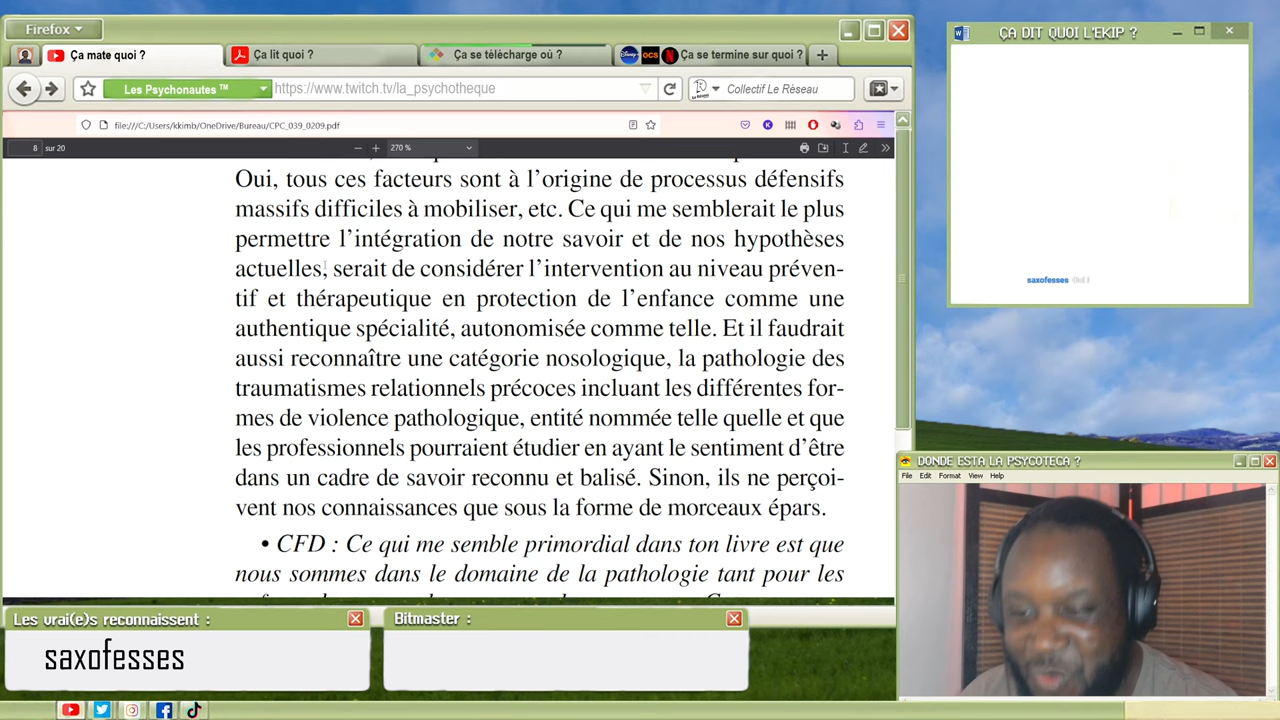 Firefox
Ça mate quoi ?
Ça lit quoi ?
Ça se télécharge où ?
Disney+
OCS
Ça se termine sur quoi ?
Les Psychonautes™
https://www.twitch.tv/la_psychotheque
Collectif Le Réseau
file:///C:/Users/kkimb/OneDrive/Bureau/CPC_039_0209.pdf
8 sur 20
270 %
Oui, tous ces facteurs sont à l'origine de processus défensifs
massifs difficiles à mobiliser, etc. Ce qui me semblerait le plus
permettre l'intégration de notre savoir et de nos hypothèses
actuelles, serait de considérer l'intervention au niveau préven-
tif et thérapeutique en protection de l'enfance comme une
authentique spécialité, autonomisée comme telle. Et il faudrait
aussi reconnaître une catégorie nosologique, la pathologie des
traumatismes relationnels précoces incluant les différentes for-
mes de violence pathologique, entité nommée telle quelle et que
les professionnels pourraient étudier en ayant le sentiment d'être
dans un cadre de savoir reconnu et balisé. Sinon, ils ne perçoi-
vent nos connaissances que sous la forme de morceaux épars.
• CFD : Ce qui me semble primordial dans ton livre est que
nous sommes dans le domaine de la pathologie tant pour les
ÇA DIT QUOI L'EKIP ?
saxofesses Oui !
DONDE ESTA LA PSYCOTECA ?
File Edit Format View Help
Les vrai(e)s reconnaissent :
saxofesses
Bitmaster :